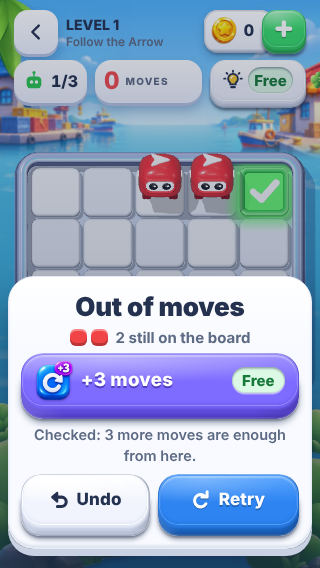 LEVEL 1
Follow the Arrow
0
1/3
0 MOVES
Free
Out of moves
2 still on the board
+3
+3 moves
Free
Checked: 3 more moves are enough
from here.
Undo
Retry